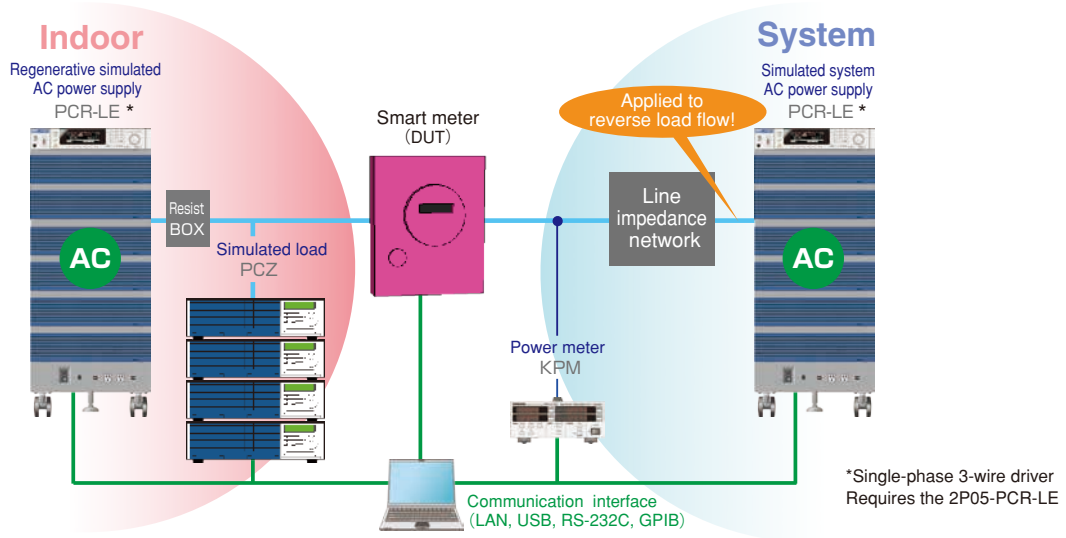 Indoor
Regenerative simulated
AC power supply
PCR-LE *
AC
Resist
BOX
Simulated load
PCZ
Smart meter
(DUT)
System
Simulated system
AC power supply
PCR-LE *
Applied to
reverse load flow!
Line
impedance
network
AC
Power meter
KPM
Communication interface
(LAN, USB, RS-232C, GPIB)
*Single-phase 3-wire driver
Requires the 2P05-PCR-LE